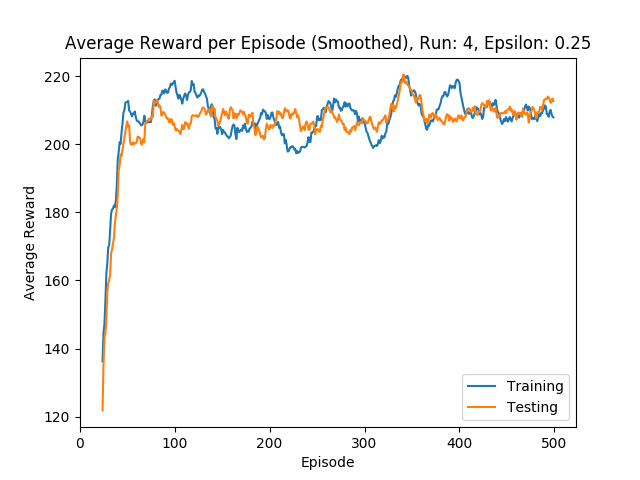 Average Reward per Episode (Smoothed), Run: 4, Epsilon: 0.25
220
200
180
160
140
120
Average Reward
0 100 200 300 400 500
Episode
Training
Testing